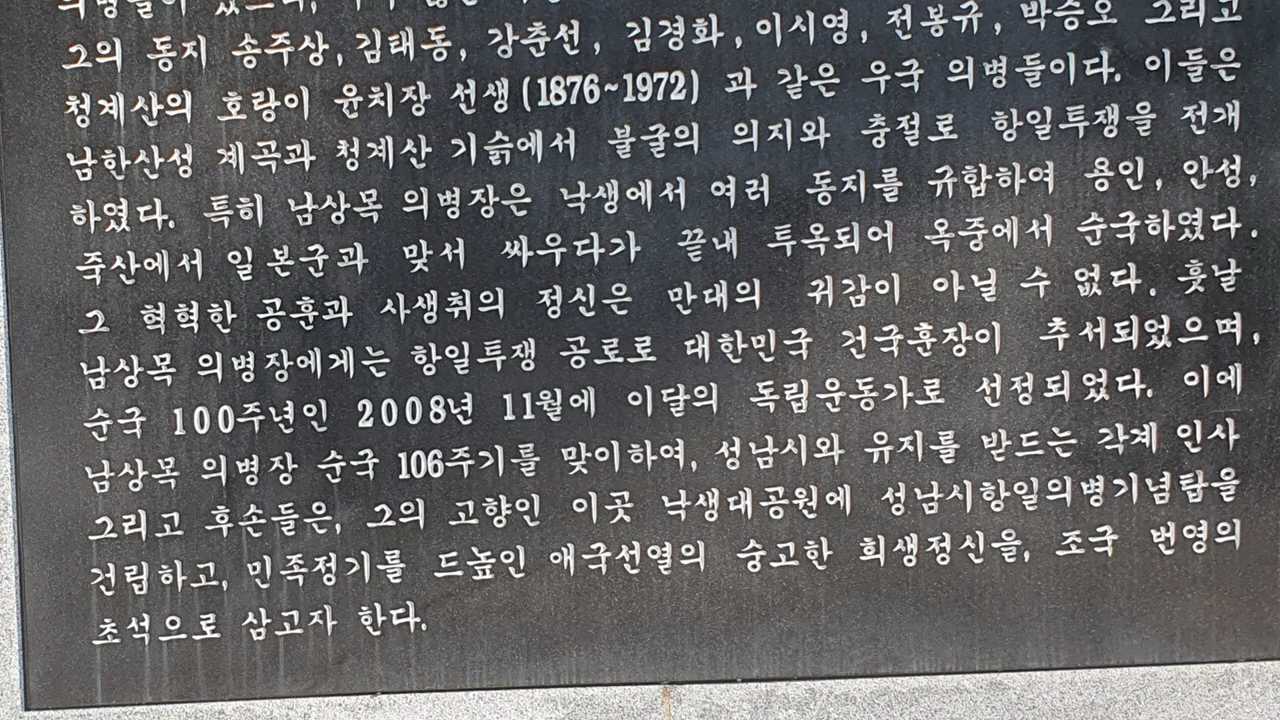 그의 동지 송주상, 김태동, 강춘선, 김경화, 이시영, 전봉규, 박승오 그리고
청계산의 호랑이 윤치장 선생(1876~1972) 과 같은 우국 의병들이다. 이들은
남한산성 계곡과 청계산 기슭에서 불굴의 의지와 충절로 항일투쟁을 전개
하였다. 특히 남상목 의병장은 낙생에서 여러 동지를 규합하여 용인, 안성,
죽산에서 일본군과 맞서 싸우다가 끝내 투옥되어 옥중에서 순국하였다.
그 혁혁한 공훈과 사생취의 정신은 만대의 귀감이 아닐 수 없다. 훗날
남상목 의병장에게는 항일투쟁 공로로 대한민국 건국훈장이 추서되었으며,
순국 100주년인 2008년 11월에 이달의 독립운동가로 선정되었다. 이에
남상목 의병장 순국 106주기를 맞이하여, 성남시와 유지를 받드는 각계 인사
그리고 후손들은, 그의 고향인 이곳 낙생대공원에 성남시항일의병기념탑을
건립하고, 민족정기를 드높인 애국선열의 숭고한 희생정신을, 조국 번영의
초석으로 삼고자 한다.